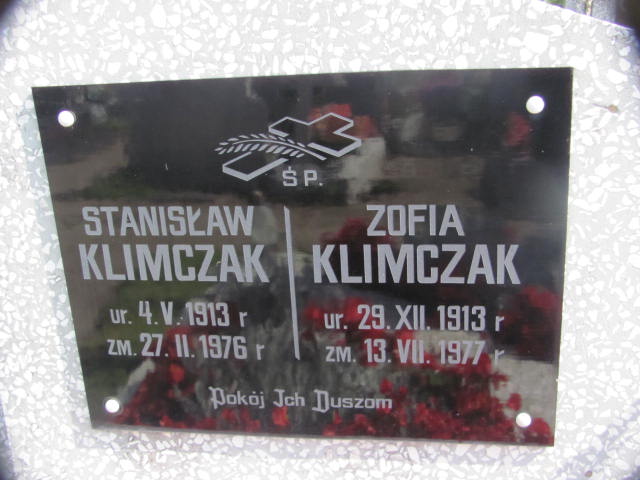 Ś P.
STANISŁAW
KLIMCZAK
ur. 4. V. 1913 r
zm. 27. II. 1976 r
ZOFIA
KLIMCZAK
ur. 29. XII. 1913 r
zm. 13. VII. 1977 r
Pokój Ich Duszom